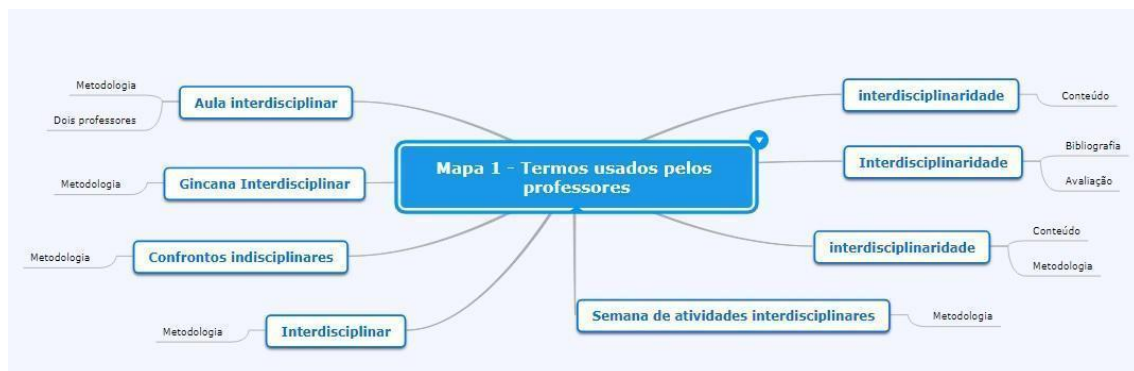 Mapa 1 - Termos usados pelos
professores
Metodologia
Dois professores
Aula interdisciplinar
Metodologia
Gincana Interdisciplinar
Metodologia
Confrontos indisciplinares
Metodologia
Interdisciplinar
interdisciplinaridade
Conteúdo
Interdisciplinaridade
Bibliografia
Avaliação
interdisciplinaridade
Conteúdo
Metodologia
Semana de atividades interdisciplinares
Metodologia